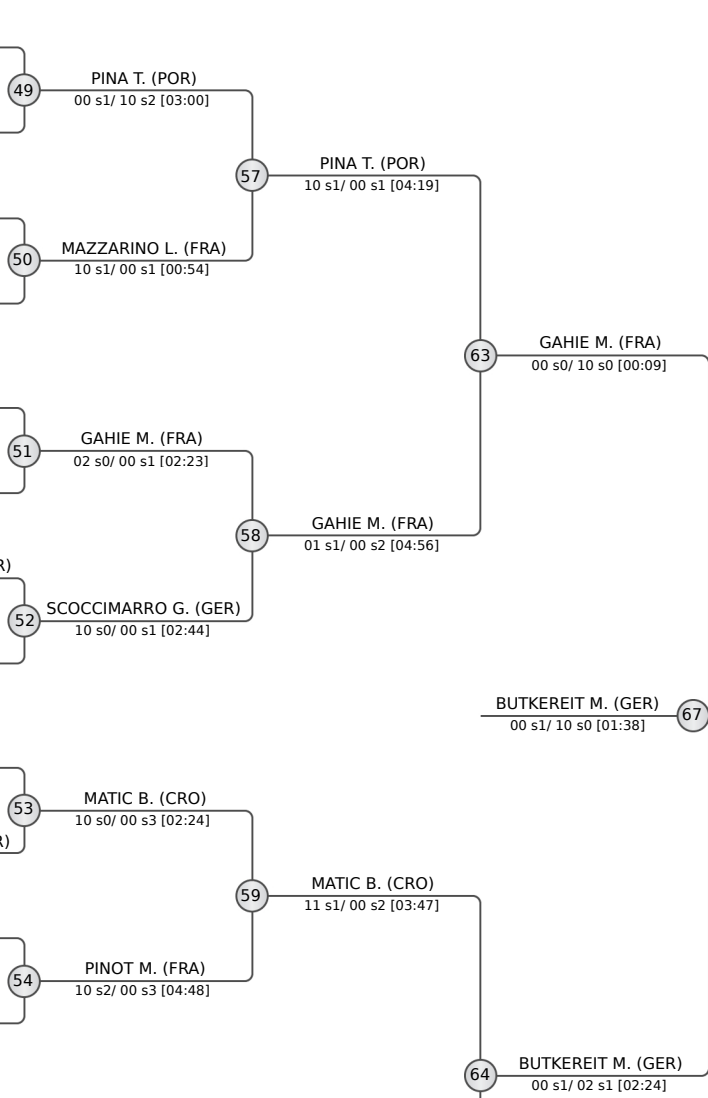 49
PINA T. (POR)
00 s1/ 10 s2 [03:00]
57
PINA T. (POR)
10 s1/ 00 s1 [04:19]
50
MAZZARINO L. (FRA)
10 s1/ 00 s1 [00:54]
63
GAHIE M. (FRA)
00 s0/ 10 s0 [00:09]
51
GAHIE M. (FRA)
02 s0/ 00 s1 [02:23]
58
GAHIE M. (FRA)
01 s1/ 00 s2 [04:56]
R)
52
SCOCCIMARRO G. (GER)
10 s0/ 00 s1 [02:44]
BUTKEREIT M. (GER)
00 s1/ 10 s0 [01:38]
67
53
MATIC B. (CRO)
10 s0/ 00 s3 [02:24]
R)
59
MATIC B. (CRO)
11 s1/ 00 s2 [03:47]
54
PINOT M. (FRA)
10 s2/ 00 s3 [04:48]
64
BUTKEREIT M. (GER)
00 s1/ 02 s1 [02:24]